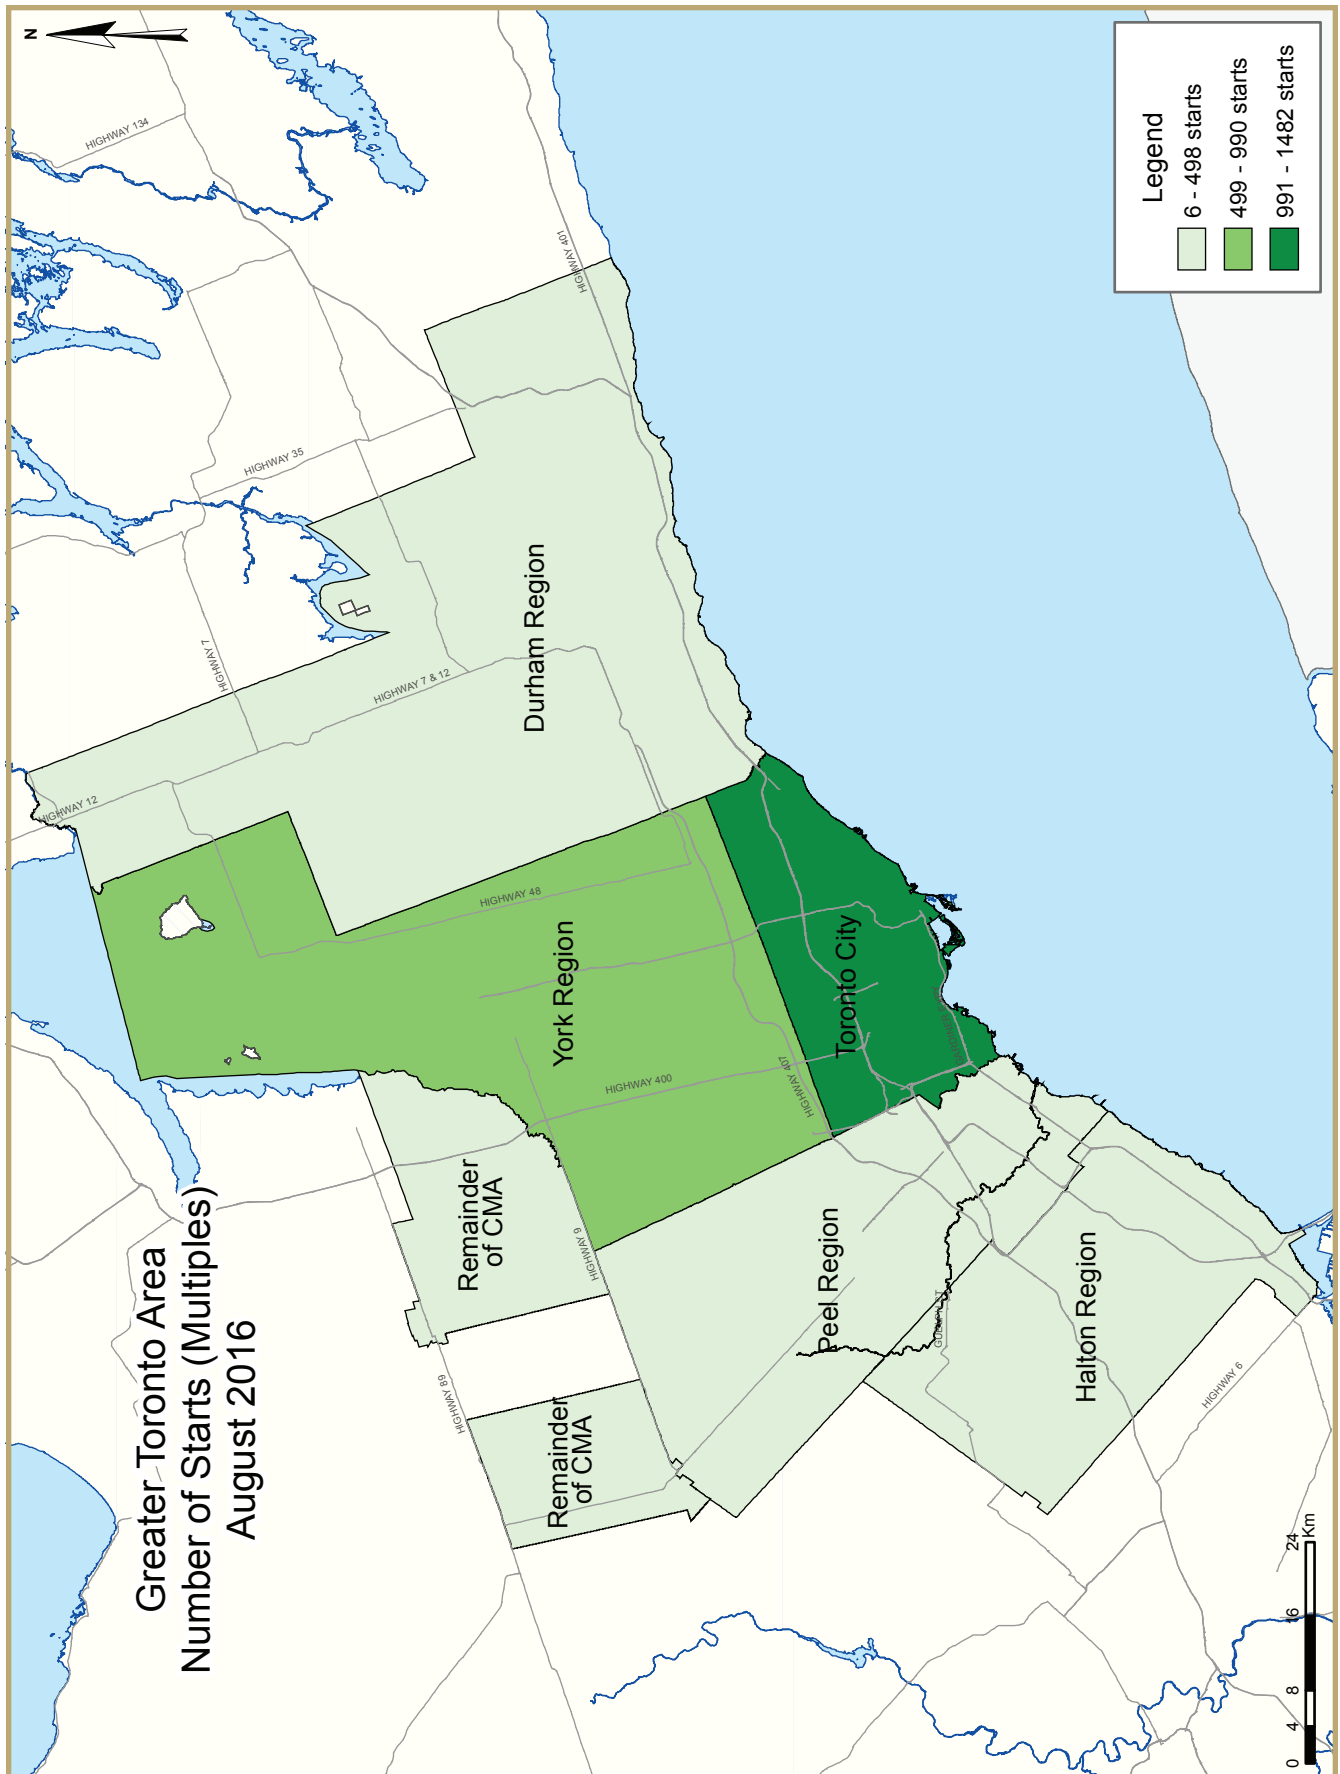 Greater Toronto Area
Number of Starts (Multiples)
August 2016
N
HIGHWAY 134
HIGHWAY 401
HIGHWAY 35
HIGHWAY 7
HIGHWAY 7 & 12
HIGHWAY 12
Durham Region
HIGHWAY 48
York Region
HIGHWAY 400
HIGHWAY 407
Toronto City
Remainder
of CMA
HIGHWAY 9
HIGHWAY 89
Remainder
of CMA
Peel Region
Halton Region
HIGHWAY 6
Legend
6 - 498 starts
499 - 990 starts
991 - 1482 starts
0 4 8 16 24
Km